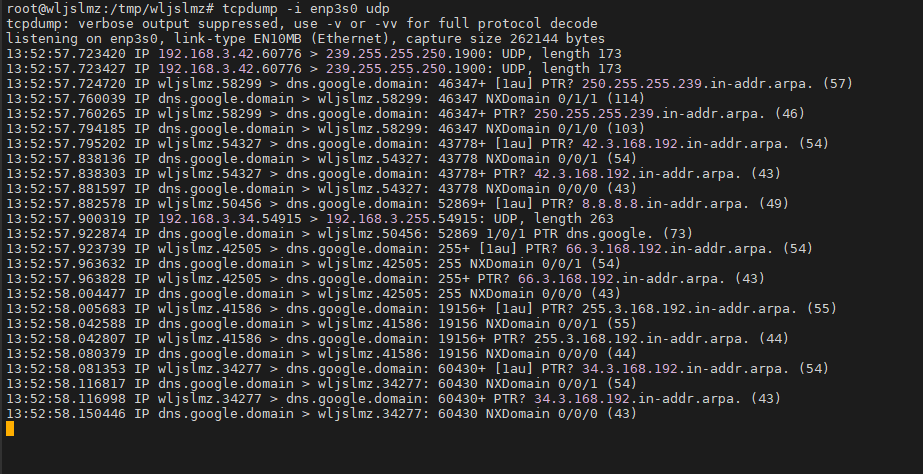 root@wljslmz:/tmp/wljslmz# tcpdump -i enp3s0 udp
tcpdump: verbose output suppressed, use -v or -vv for full protocol decode
listening on enp3s0, link-type EN10MB (Ethernet), capture size 262144 bytes
13:52:57.723420 IP 192.168.3.42.60776 > 239.255.255.250.1900: UDP, length 173
13:52:57.723427 IP 192.168.3.42.60776 > 239.255.255.250.1900: UDP, length 173
13:52:57.724720 IP wljslmz.58299 > dns.google.domain: 46347+ [1au] PTR? 250.255.255.239.in-addr.arpa. (57)
13:52:57.760039 IP dns.google.domain > wljslmz.58299: 46347 NXDomain 0/1/1 (114)
13:52:57.760265 IP wljslmz.58299 > dns.google.domain: 46347+ PTR? 250.255.255.239.in-addr.arpa. (46)
13:52:57.794185 IP dns.google.domain > wljslmz.58299: 46347 NXDomain 0/1/0 (103)
13:52:57.795202 IP wljslmz.54327 > dns.google.domain: 43778+ [1au] PTR? 42.3.168.192.in-addr.arpa. (54)
13:52:57.838136 IP dns.google.domain > wljslmz.54327: 43778 NXDomain 0/0/1 (54)
13:52:57.838303 IP wljslmz.54327 > dns.google.domain: 43778+ PTR? 42.3.168.192.in-addr.arpa. (43)
13:52:57.881597 IP dns.google.domain > wljslmz.54327: 43778 NXDomain 0/0/0 (43)
13:52:57.882578 IP wljslmz.50456 > dns.google.domain: 52869+ [1au] PTR? 8.8.8.8.in-addr.arpa. (49)
13:52:57.900319 IP 192.168.3.34.54915 > 192.168.3.255.54915: UDP, length 263
13:52:57.922874 IP dns.google.domain > wljslmz.50456: 52869 1/0/1 PTR dns.google. (73)
13:52:57.923739 IP wljslmz.42505 > dns.google.domain: 255+ [1au] PTR? 66.3.168.192.in-addr.arpa. (54)
13:52:57.963632 IP dns.google.domain > wljslmz.42505: 255 NXDomain 0/0/1 (54)
13:52:57.963828 IP wljslmz.42505 > dns.google.domain: 255+ PTR? 66.3.168.192.in-addr.arpa. (43)
13:52:58.004477 IP dns.google.domain > wljslmz.42505: 255 NXDomain 0/0/0 (43)
13:52:58.005683 IP wljslmz.41586 > dns.google.domain: 19156+ [1au] PTR? 255.3.168.192.in-addr.arpa. (55)
13:52:58.042588 IP dns.google.domain > wljslmz.41586: 19156 NXDomain 0/0/1 (55)
13:52:58.042807 IP wljslmz.41586 > dns.google.domain: 19156+ PTR? 255.3.168.192.in-addr.arpa. (44)
13:52:58.080379 IP dns.google.domain > wljslmz.41586: 19156 NXDomain 0/0/0 (44)
13:52:58.081353 IP wljslmz.34277 > dns.google.domain: 60430+ [1au] PTR? 34.3.168.192.in-addr.arpa. (54)
13:52:58.116817 IP dns.google.domain > wljslmz.34277: 60430 NXDomain 0/0/1 (54)
13:52:58.116998 IP wljslmz.34277 > dns.google.domain: 60430+ PTR? 34.3.168.192.in-addr.arpa. (43)
13:52:58.150446 IP dns.google.domain > wljslmz.34277: 60430 NXDomain 0/0/0 (43)